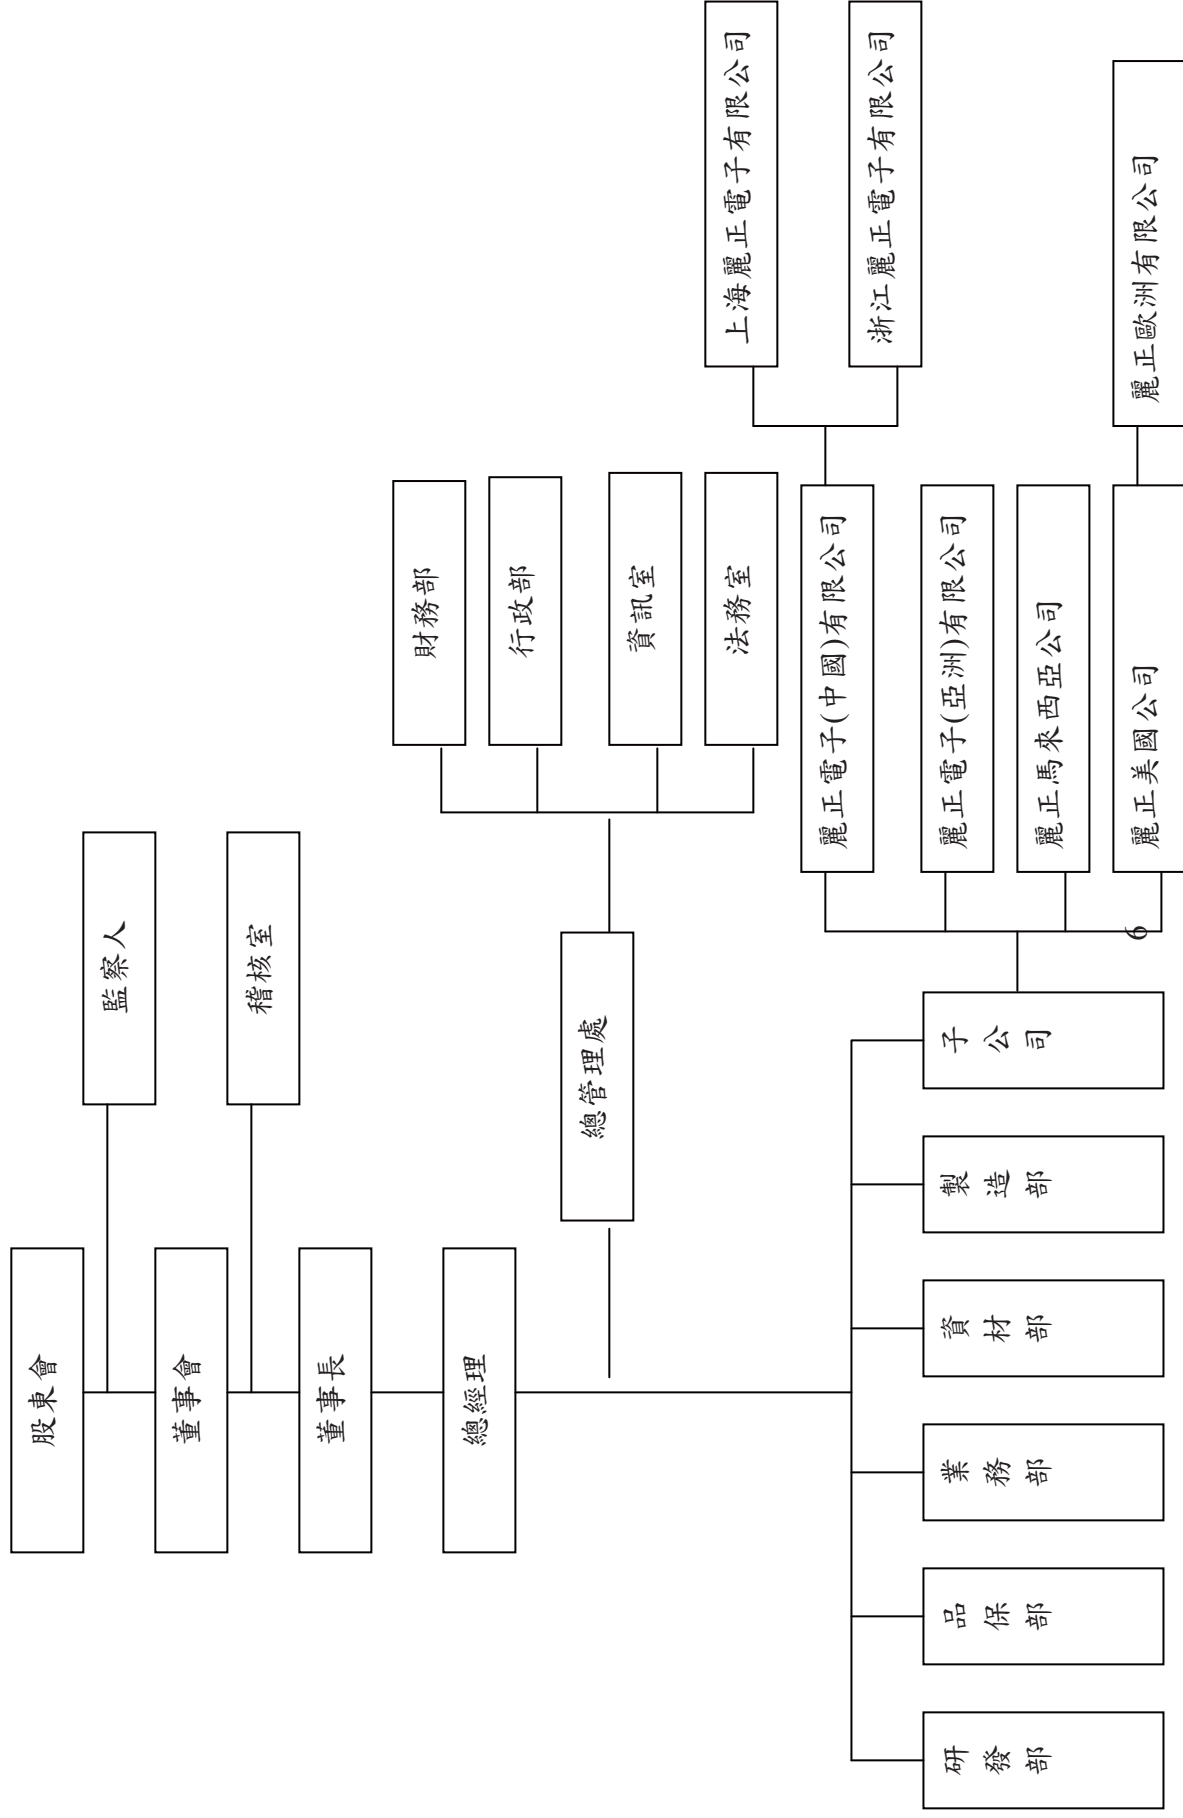 股東會
監察人
董事會
稽核室
董事長
總經理
總管理處
財務部
行政部
資訊室
法務室
研發部
品保部
業務部
資材部
製造部
子公司
麗正電子(中國)有限公司
上海麗正電子有限公司
浙江麗正電子有限公司
麗正電子(亞洲)有限公司
麗正馬來西亞公司
麗正美國公司
麗正歐洲有限公司
6